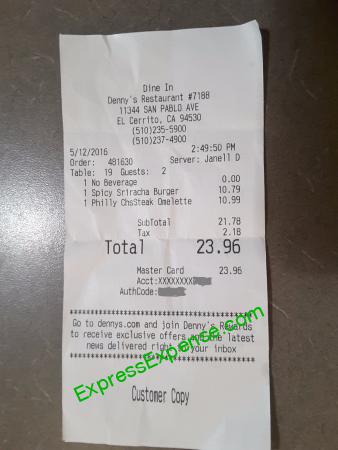 Dine In
Denny's Restaurant #7188
11344 SAN PABLO AVE
EL Cerrito, CA 94530
(510)235-5900
(510)237-4900
5/12/2016 2:49:50 PM
Order: 481630 Server: Janell D
Table: 19 Guests: 2
1 No Beverage 0.00
1 Spicy Sriracha Burger 10.79
1 Philly ChsSteak Omelette 10.99
SubTotal 21.78
Tax 2.18
Total 23.96
Master Card 23.96
Acct:XXXXXXXX
AuthCode:
****************************************
Go to dennys.com and join Denny's Rewards
to receive exclusive offers and the latest
news delivered right to your inbox
****************************************
ExpressExpense.com
Customer Copy